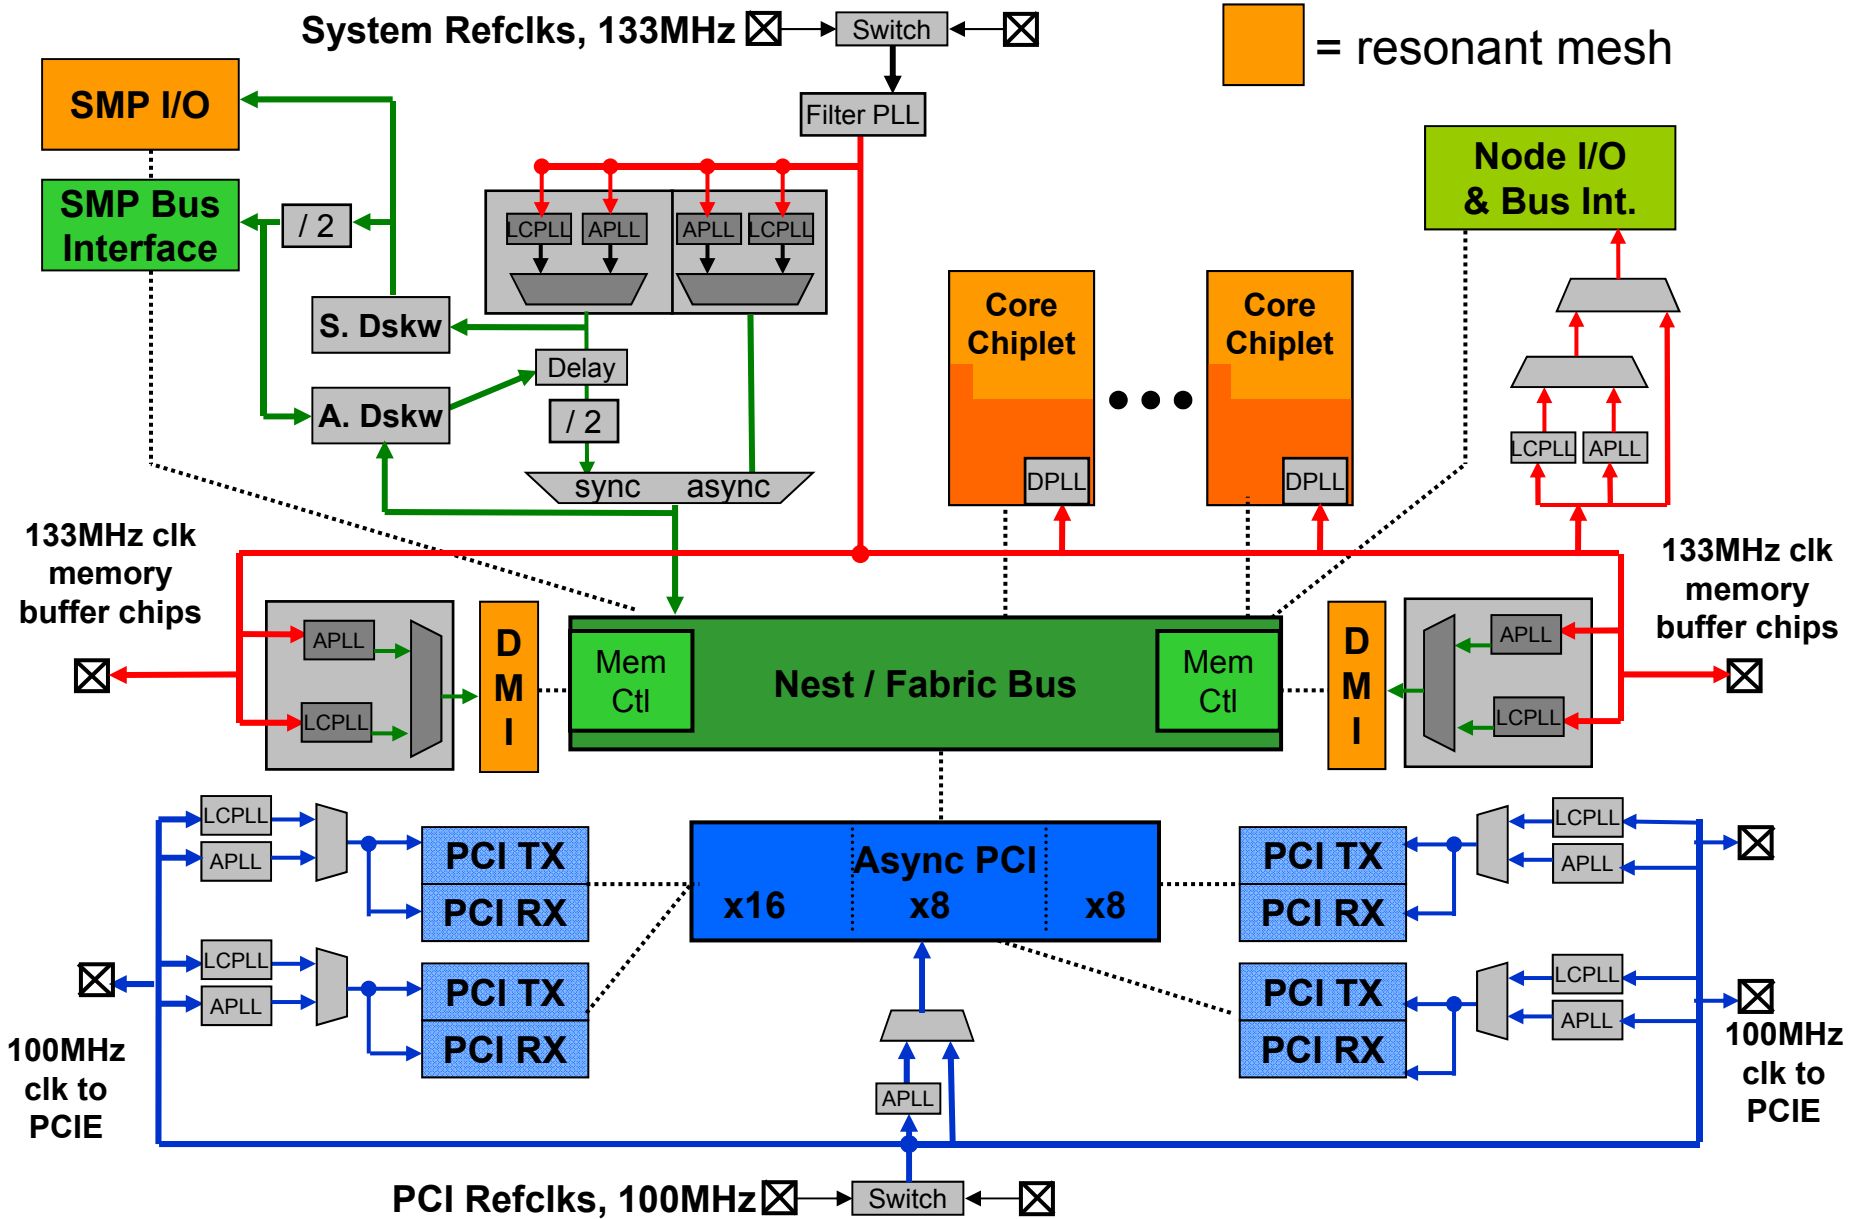 System Refclks, 133MHz
Switch
= resonant mesh
Filter PLL
SMP I/O
SMP Bus
Interface
/ 2
LCPLL
APLL
APLL
LCPLL
S. Dskw
Delay
A. Dskw
/ 2
sync
async
Core
Chiplet
DPLL
Core
Chiplet
DPLL
Node I/O
& Bus Int.
LCPLL
APLL
133MHz clk
memory
buffer chips
APLL
LCPLL
D
M
I
Mem
Ctl
Nest / Fabric Bus
Mem
Ctl
D
M
I
APLL
LCPLL
133MHz clk
memory
buffer chips
LCPLL
APLL
PCI TX
PCI RX
LCPLL
APLL
PCI TX
PCI RX
Async PCI
x16
x8
x8
PCI TX
PCI RX
LCPLL
APLL
PCI TX
PCI RX
LCPLL
APLL
100MHz
clk to
PCIE
APLL
100MHz
clk to
PCIE
PCI Refclks, 100MHz
Switch